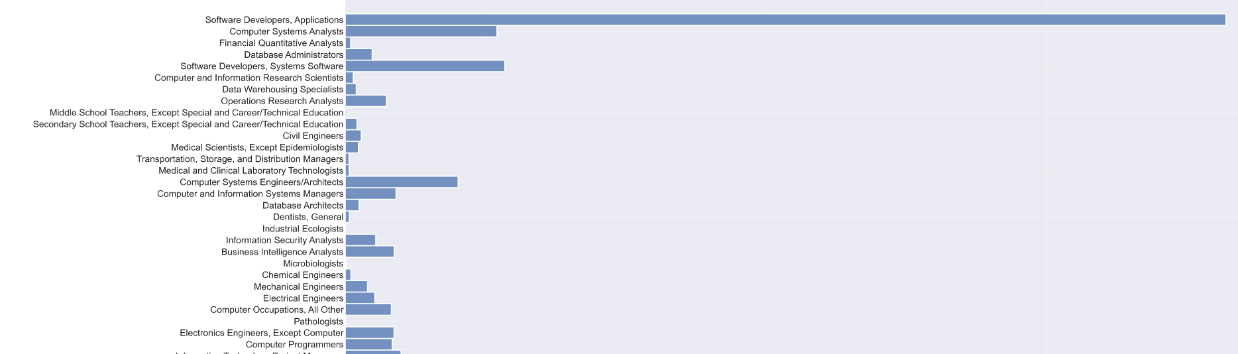 Software Developers, Applications
Computer Systems Analysts
Financial Quantitative Analysts
Database Administrators
Software Developers, Systems Software
Computer and Information Research Scientists
Data Warehousing Specialists
Operations Research Analysts
Middle School Teachers, Except Special and Career/Technical Education
Secondary School Teachers, Except Special and Career/Technical Education
Civil Engineers
Medical Scientists, Except Epidemiologists
Transportation, Storage, and Distribution Managers
Medical and Clinical Laboratory Technologists
Computer Systems Engineers/Architects
Computer and Information Systems Managers
Database Architects
Dentists, General
Industrial Ecologists
Information Security Analysts
Business Intelligence Analysts
Microbiologists
Chemical Engineers
Mechanical Engineers
Electrical Engineers
Computer Occupations, All Other
Pathologists
Electronics Engineers, Except Computer
Computer Programmers